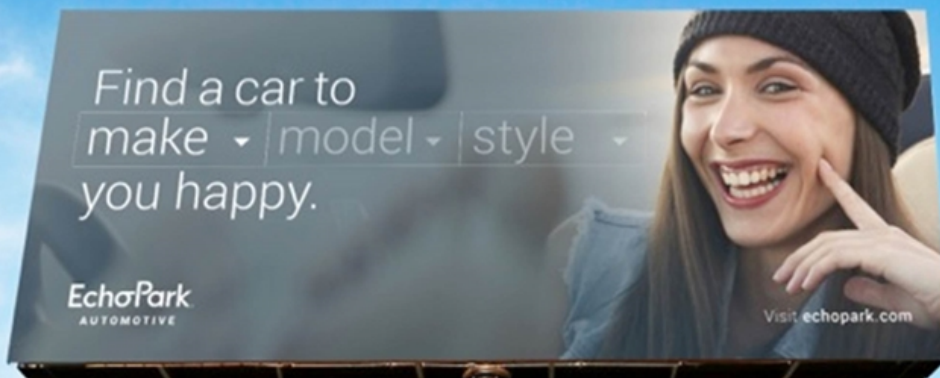 Find a car to
make model style
you happy.
EchoPark
AUTOMOTIVE
Visit echopark.com